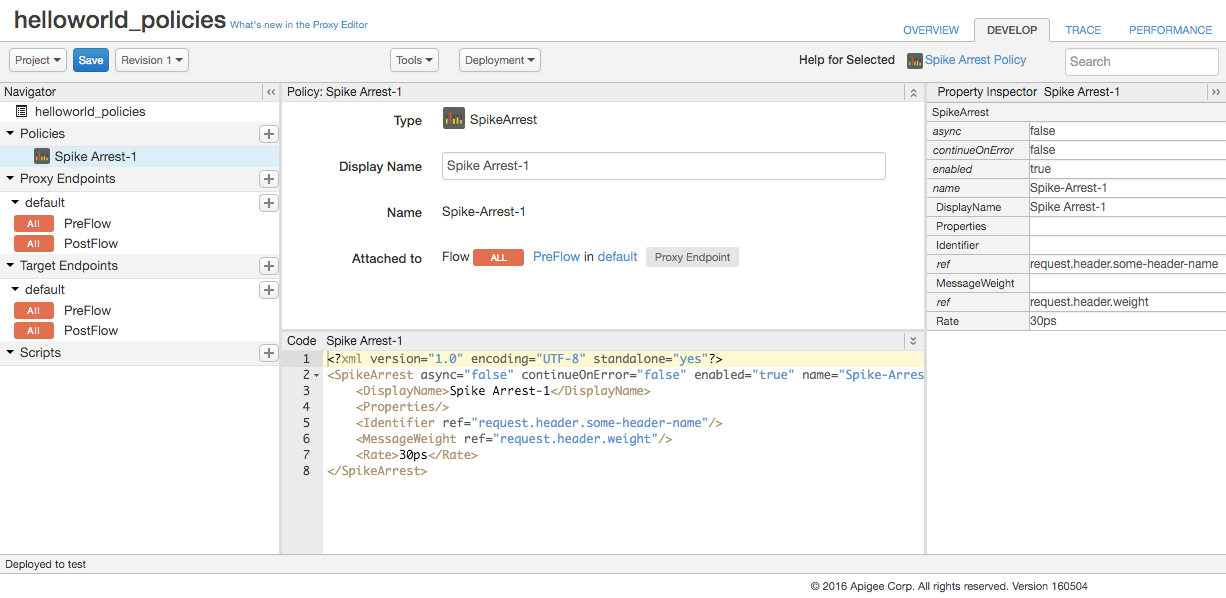 helloworld_policies What's new in the Proxy Editor
OVERVIEW DEVELOP TRACE PERFORMANCE
Project Save Revision 1 Tools Deployment Help for Selected Spike Arrest Policy Search
Navigator
helloworld_policies
Policies
Spike Arrest-1
Proxy Endpoints
default
All PreFlow
All PostFlow
Target Endpoints
default
All PreFlow
All PostFlow
Scripts
Policy: Spike Arrest-1
Type SpikeArrest
Display Name Spike Arrest-1
Name Spike-Arrest-1
Attached to Flow ALL PreFlow in default Proxy Endpoint
Code Spike Arrest-1
1 <?xml version="1.0" encoding="UTF-8" standalone="yes"?>
2 <SpikeArrest async="false" continueOnError="false" enabled="true" name="Spike-Arres
3 <DisplayName>Spike Arrest-1</DisplayName>
4 <Properties/>
5 <Identifier ref="request.header.some-header-name"/>
6 <MessageWeight ref="request.header.weight"/>
7 <Rate>30ps</Rate>
8 </SpikeArrest>
Property Inspector Spike Arrest-1
SpikeArrest
async false
continueOnError false
enabled true
name Spike-Arrest-1
DisplayName Spike Arrest-1
Properties
Identifier
ref request.header.some-header-name
MessageWeight
ref request.header.weight
Rate 30ps
Deployed to test
© 2016 Apigee Corp. All rights reserved. Version 160504